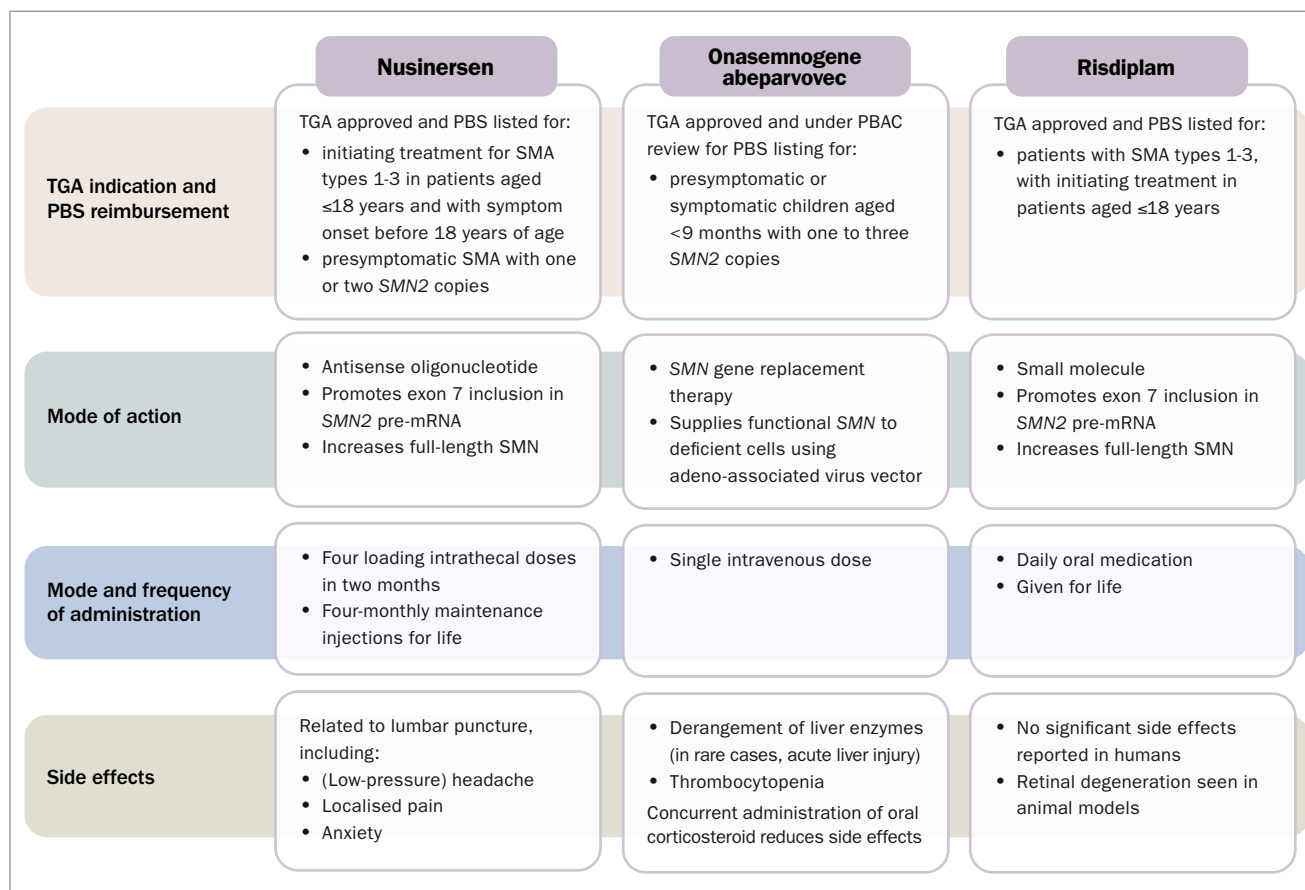 Nusinersen
Onasemnogene
abeparvovec
Risdiplam
TGA indication and
PBS reimbursement
TGA approved and PBS listed for:
• initiating treatment for SMA
types 1-3 in patients aged
≤18 years and with symptom
onset before 18 years of age
• presymptomatic SMA with one
or two SMN2 copies
TGA approved and under PBAC
review for PBS listing for:
• presymptomatic or
symptomatic children aged
<9 months with one to three
SMN2 copies
TGA approved and PBS listed for:
• patients with SMA types 1-3,
with initiating treatment in
patients aged ≤18 years
Mode of action
• Antisense oligonucleotide
• Promotes exon 7 inclusion in
SMN2 pre-mRNA
• Increases full-length SMN
• SMN gene replacement
therapy
• Supplies functional SMN to
deficient cells using
adeno-associated virus vector
• Small molecule
• Promotes exon 7 inclusion in
SMN2 pre-mRNA
• Increases full-length SMN
Mode and frequency
of administration
• Four loading intrathecal doses
in two months
• Four-monthly maintenance
injections for life
• Single intravenous dose
• Daily oral medication
• Given for life
Side effects
Related to lumbar puncture,
including:
• (Low-pressure) headache
• Localised pain
• Anxiety
• Derangement of liver enzymes
(in rare cases, acute liver injury)
• Thrombocytopenia
Concurrent administration of oral
corticosteroid reduces side effects
• No significant side effects
reported in humans
• Retinal degeneration seen in
animal models